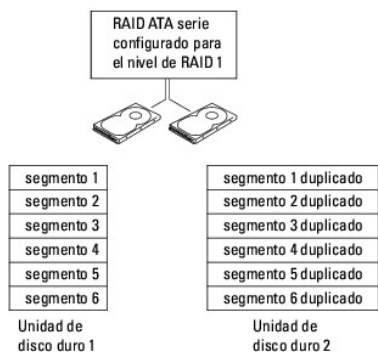 RAID ATA serie
configurado para
el nivel de RAID 1
segmento 1
segmento 2
segmento 3
segmento 4
segmento 5
segmento 6
Unidad de
disco duro 1
segmento 1 duplicado
segmento 2 duplicado
segmento 3 duplicado
segmento 4 duplicado
segmento 5 duplicado
segmento 6 duplicado
Unidad de
disco duro 2